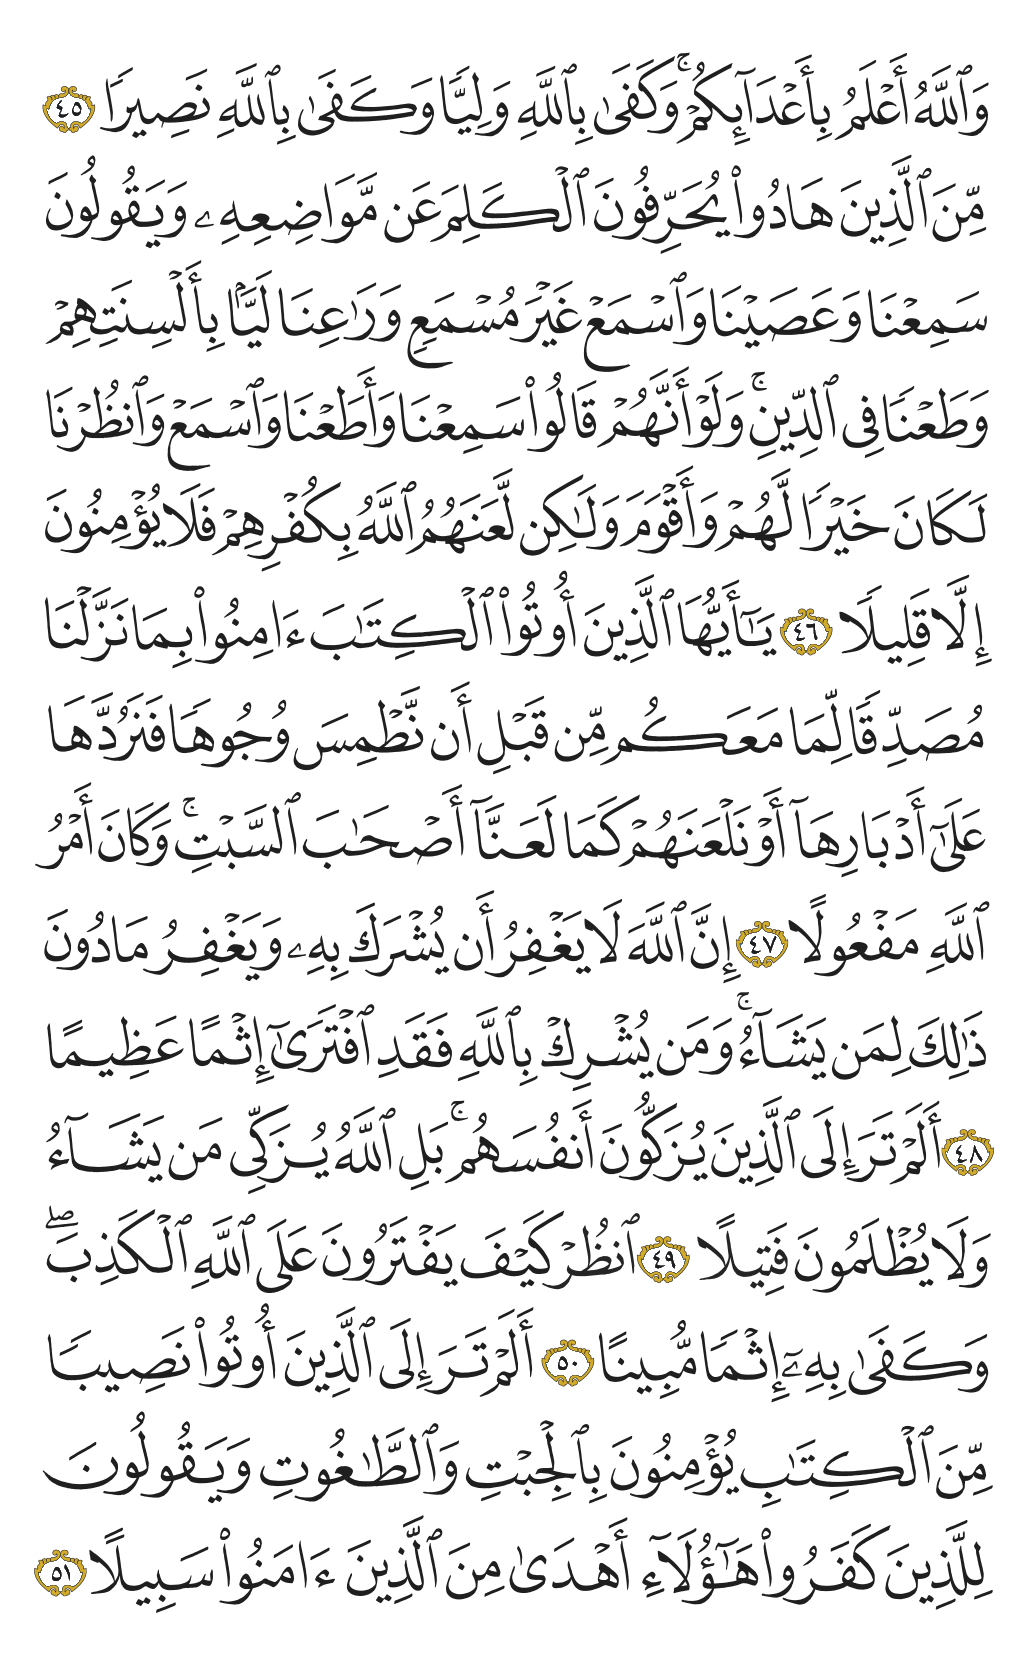 وَٱللَّهُ أَعْلَمُ بِأَعْدَآئِكُمْۚ وَكَفَىٰ بِٱللَّهِ وَلِيًّا وَكَفَىٰ بِٱللَّهِ نَصِيرًا ٤٥
مِّنَ ٱلَّذِينَ هَادُوا۟ يُحَرِّفُونَ ٱلْكَلِمَ عَن مَّوَاضِعِهِۦ وَيَقُولُونَ
سَمِعْنَا وَعَصَيْنَا وَٱسْمَعْ غَيْرَ مُسْمَعٍ وَرَٰعِنَا لَيًّۢا بِأَلْسِنَتِهِمْ
وَطَعْنًا فِى ٱلدِّينِۚ وَلَوْ أَنَّهُمْ قَالُوا۟ سَمِعْنَا وَأَطَعْنَا وَٱسْمَعْ وَٱنظُرْنَا
لَكَانَ خَيْرًا لَّهُمْ وَأَقْوَمَ وَلَـٰكِن لَّعَنَهُمُ ٱللَّهُ بِكُفْرِهِمْ فَلَا يُؤْمِنُونَ
إِلَّا قَلِيلًا ٤٦ يَـٰٓأَيُّهَا ٱلَّذِينَ أُوتُوا۟ ٱلْكِتَـٰبَ ءَامِنُوا۟ بِمَا نَزَّلْنَا
مُصَدِّقًا لِّمَا مَعَكُم مِّن قَبْلِ أَن نَّطْمِسَ وُجُوهًا فَنَرُدَّهَا
عَلَىٰٓ أَدْبَارِهَآ أَوْ نَلْعَنَهُمْ كَمَا لَعَنَّآ أَصْحَـٰبَ ٱلسَّبْتِۚ وَكَانَ أَمْرُ
ٱللَّهِ مَفْعُولًا ٤٧ إِنَّ ٱللَّهَ لَا يَغْفِرُ أَن يُشْرَكَ بِهِۦ وَيَغْفِرُ مَا دُونَ
ذَٰلِكَ لِمَن يَشَآءُۚ وَمَن يُشْرِكْ بِٱللَّهِ فَقَدِ ٱفْتَرَىٰٓ إِثْمًا عَظِيمًا
٤٨ أَلَمْ تَرَ إِلَى ٱلَّذِينَ يُزَكُّونَ أَنفُسَهُمۚ بَلِ ٱللَّهُ يُزَكِّى مَن يَشَآءُ
وَلَا يُظْلَمُونَ فَتِيلًا ٤٩ ٱنظُرْ كَيْفَ يَفْتَرُونَ عَلَى ٱللَّهِ ٱلْكَذِبَۖ
وَكَفَىٰ بِهِۦٓ إِثْمًا مُّبِينًا ٥٠ أَلَمْ تَرَ إِلَى ٱلَّذِينَ أُوتُوا۟ نَصِيبًا
مِّنَ ٱلْكِتَـٰبِ يُؤْمِنُونَ بِٱلْجِبْتِ وَٱلطَّـٰغُوتِ وَيَقُولُونَ
لِلَّذِينَ كَفَرُوا۟ هَـٰٓؤُلَآءِ أَهْدَىٰ مِنَ ٱلَّذِينَ ءَامَنُوا۟ سَبِيلًا ٥١